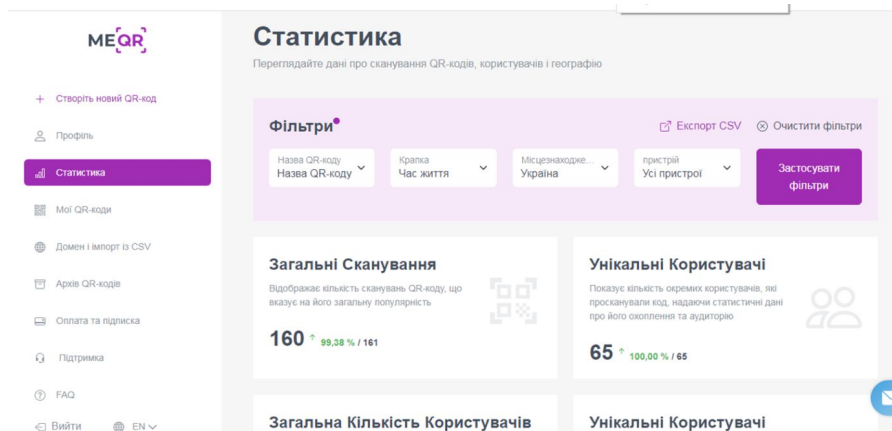 MEQR
+ Створіть новий QR-код
Профіль
Статистика
Мої QR-коди
Домен і імпорт із CSV
Архів QR-кодів
Оплата та підписка
Підтримка
FAQ
Вийти
EN
Статистика
Переглядайте дані про сканування QR-кодів, користувачів і географію
Фільтри
Експорт CSV
Очистити фільтри
Назва QR-коду
Назва QR-коду
Крапка
Час життя
Місцезнаходже...
Україна
пристрій
Усі пристрої
Застосувати
фільтри
Загальні Сканування
Відображає кількість сканувань QR-коду, що
вказує на його загальну популярність
160 ↑ 99,38 % / 161
Унікальні Користувачі
Показує кількість окремих користувачів, які
просканували код, надаючи статистичні дані
про його охоплення та аудиторію
65 ↑ 100,00 % / 65
Загальна Кількість Користувачів
Унікальні Користувачі